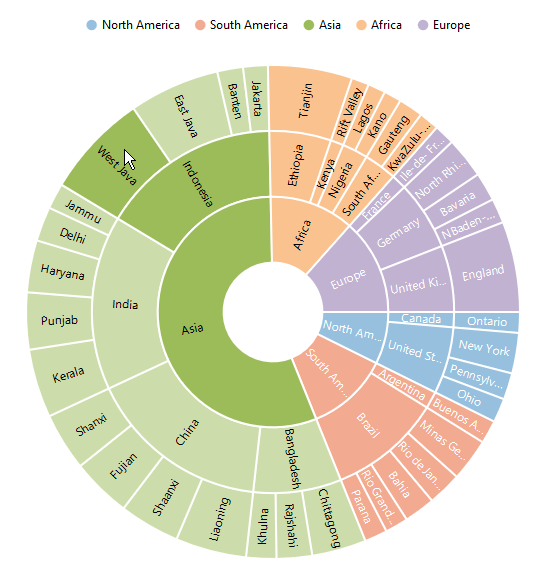 North America
South America
Asia
Africa
Europe
Tianjin
Rift Valley
Lagos
Kano
Gauteng
KwaZulu-...
Ethiopia
Kenya
Nigeria
South Af...
Africa
Île-de- Fr...
North Rhi...
Bavaria
NBaden-...
England
France
Germany
United Ki...
Europe
Ontario
New York
Pennsylv...
Ohio
Canada
United St...
North Am...
Buenos A...
Minas Ge...
Rio de Jan...
Bahia
Rio Grand...
Parana
Argentina
Brazil
South Am...
Chittagong
Rajshahi
Khulna
Bangladesh
Liaoning
Shaanxi
Fujian
Shanxi
China
Kerala
Punjab
Haryana
Delhi
Jammu
India
West Java
East Java
Banten
Jakarta
Indonesia
Asia